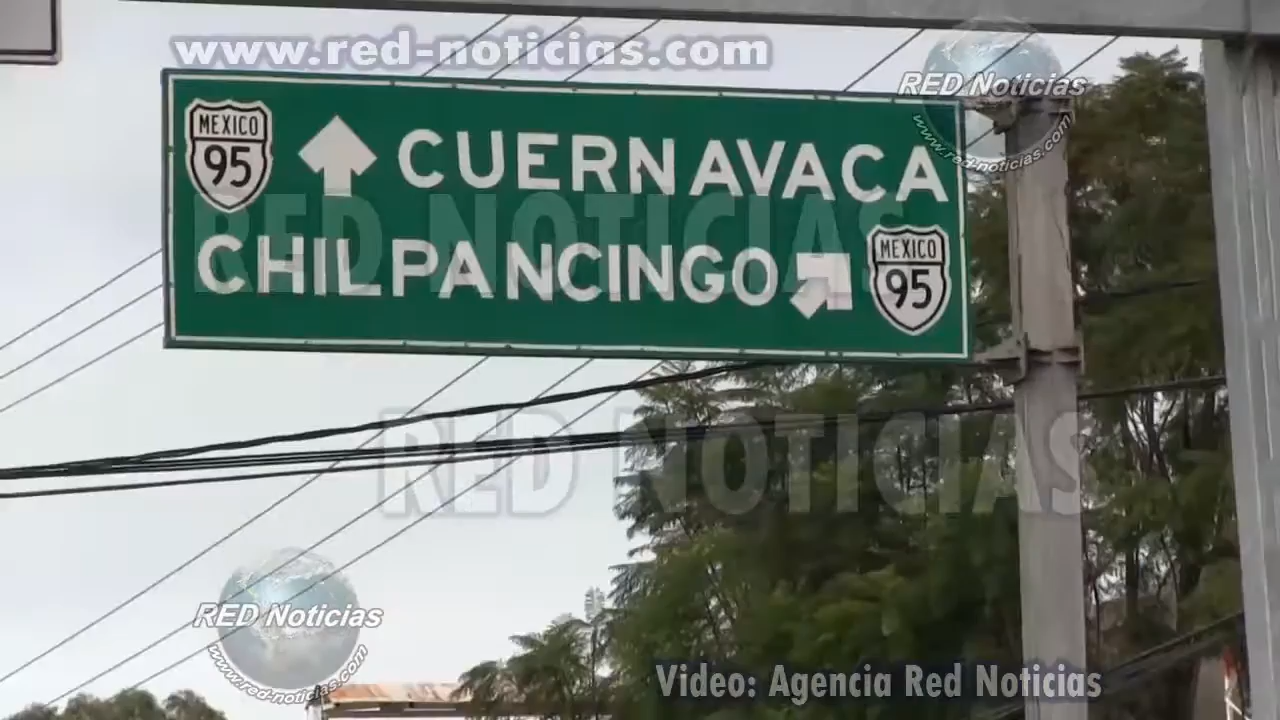 www.red-noticias.com
RED Noticias
www.red-noticias.com
MEXICO
95
CUERNAVACA
RED NOTICIAS
CHILPANCINGO
MEXICO
95
RED NOTICIAS
RED Noticias
www.red-noticias.com
Video: Agencia Red Noticias